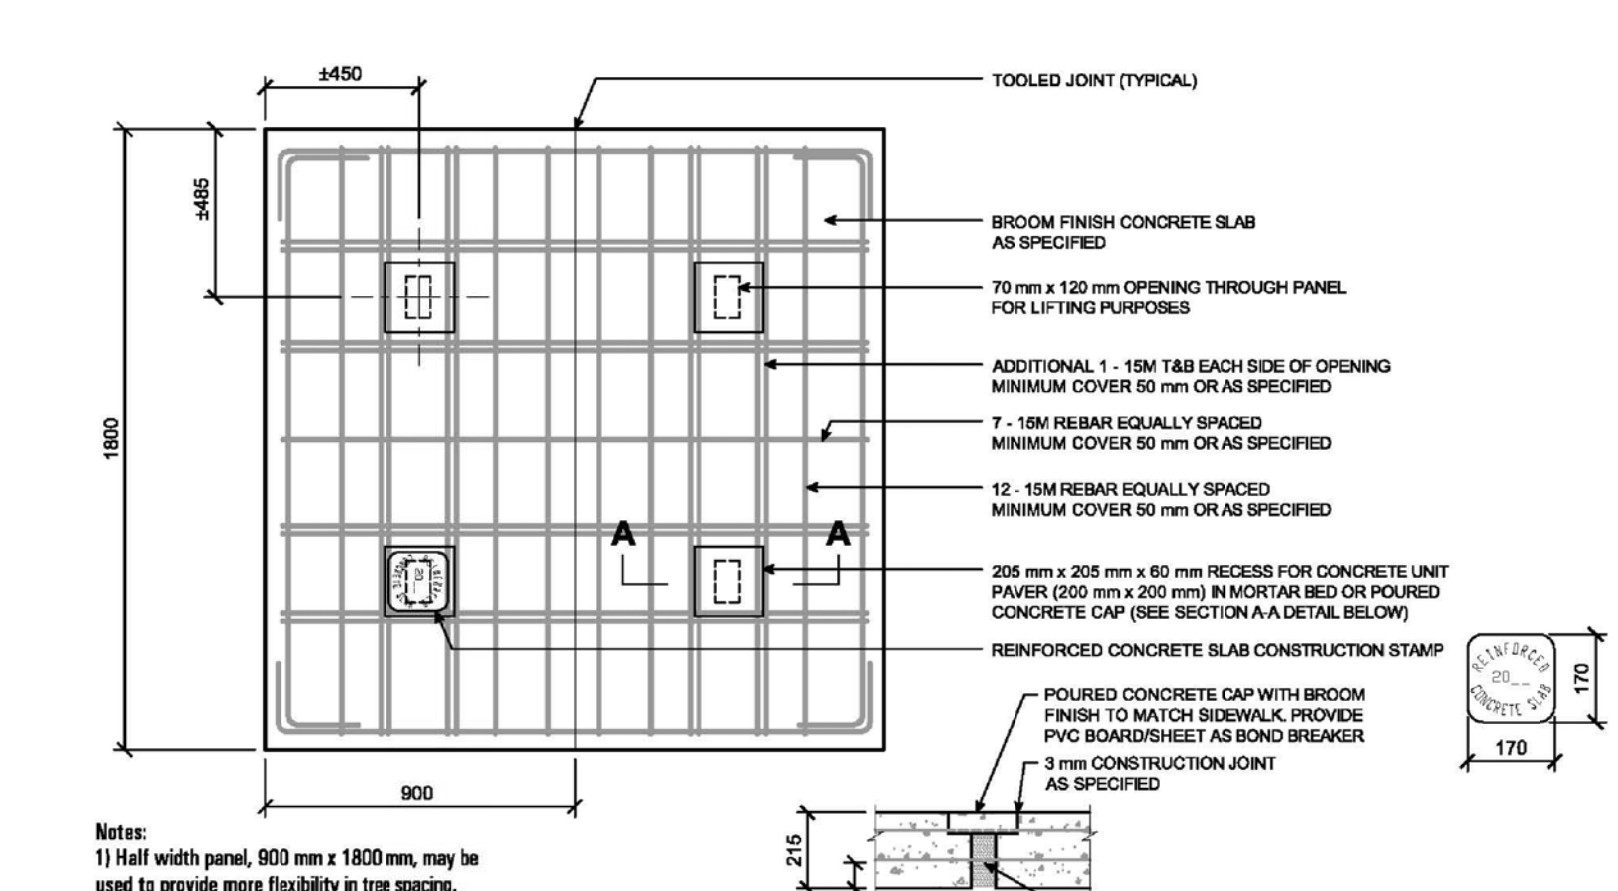 ±450
TOOLED JOINT (TYPICAL)
±485
BROOM FINISH CONCRETE SLAB
AS SPECIFIED
70 mm x 120 mm OPENING THROUGH PANEL
FOR LIFTING PURPOSES
ADDITIONAL 1 - 15M T&B EACH SIDE OF OPENING
MINIMUM COVER 50 mm OR AS SPECIFIED
1800
7 - 15M REBAR EQUALLY SPACED
MINIMUM COVER 50 mm OR AS SPECIFIED
12 - 15M REBAR EQUALLY SPACED
MINIMUM COVER 50 mm OR AS SPECIFIED
A A
205 mm x 205 mm x 60 mm RECESS FOR CONCRETE UNIT
PAVER (200 mm x 200 mm) IN MORTAR BED OR POURED
CONCRETE CAP (SEE SECTION A-A DETAIL BELOW)
20__
REINFORCED CONCRETE SLAB CONSTRUCTION STAMP
REINFORCED
20__
CONCRETE SLAB
170
170
POURED CONCRETE CAP WITH BROOM
FINISH TO MATCH SIDEWALK. PROVIDE
PVC BOARD/SHEET AS BOND BREAKER
3 mm CONSTRUCTION JOINT
AS SPECIFIED
900
215
Notes:
1) Half width panel, 900 mm x 1800 mm, may be
used to provide more flexibility in tree spacing.